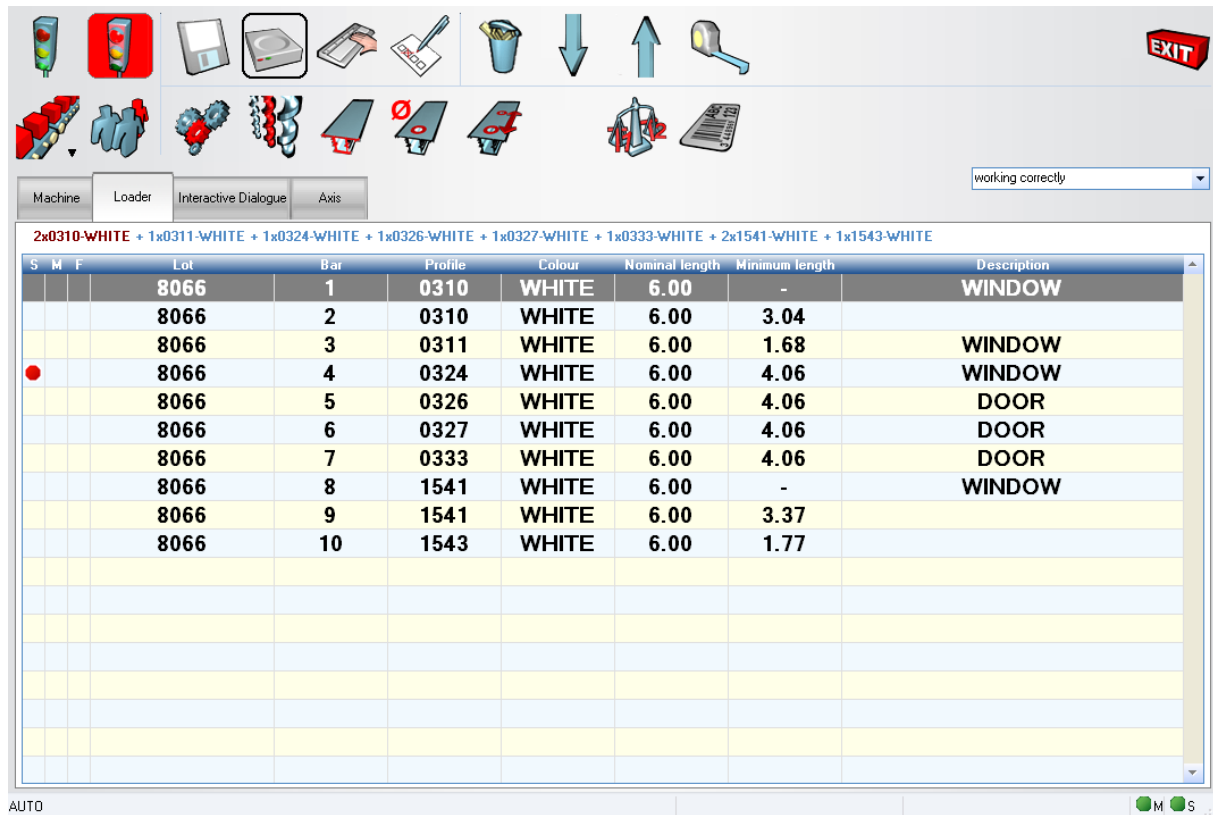 EXIT
working correctly
Machine Loader Interactive Dialogue Axis
2x0310-WHITE + 1x0311-WHITE + 1x0324-WHITE + 1x0326-WHITE + 1x0327-WHITE + 1x0333-WHITE + 2x1541-WHITE + 1x1543-WHITE
S M F Lot Bar Profile Colour Nominal length Minimum length Description
8066 1 0310 WHITE 6.00 - WINDOW
8066 2 0310 WHITE 6.00 3.04
8066 3 0311 WHITE 6.00 1.68 WINDOW
8066 4 0324 WHITE 6.00 4.06 WINDOW
8066 5 0326 WHITE 6.00 4.06 DOOR
8066 6 0327 WHITE 6.00 4.06 DOOR
8066 7 0333 WHITE 6.00 4.06 DOOR
8066 8 1541 WHITE 6.00 - WINDOW
8066 9 1541 WHITE 6.00 3.37
8066 10 1543 WHITE 6.00 1.77
AUTO M S